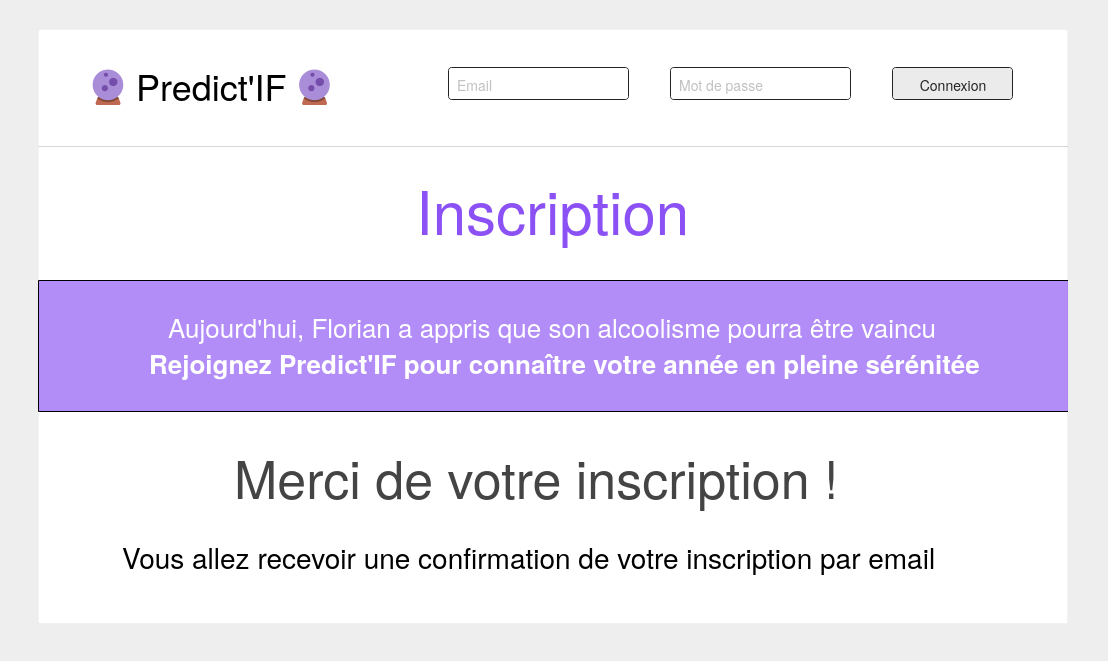 Predict'IF
Email
Mot de passe
Connexion
Inscription
Aujourd'hui, Florian a appris que son alcoolisme pourra être vaincu
Rejoignez Predict'IF pour connaître votre année en pleine sérénitée
Merci de votre inscription !
Vous allez recevoir une confirmation de votre inscription par email